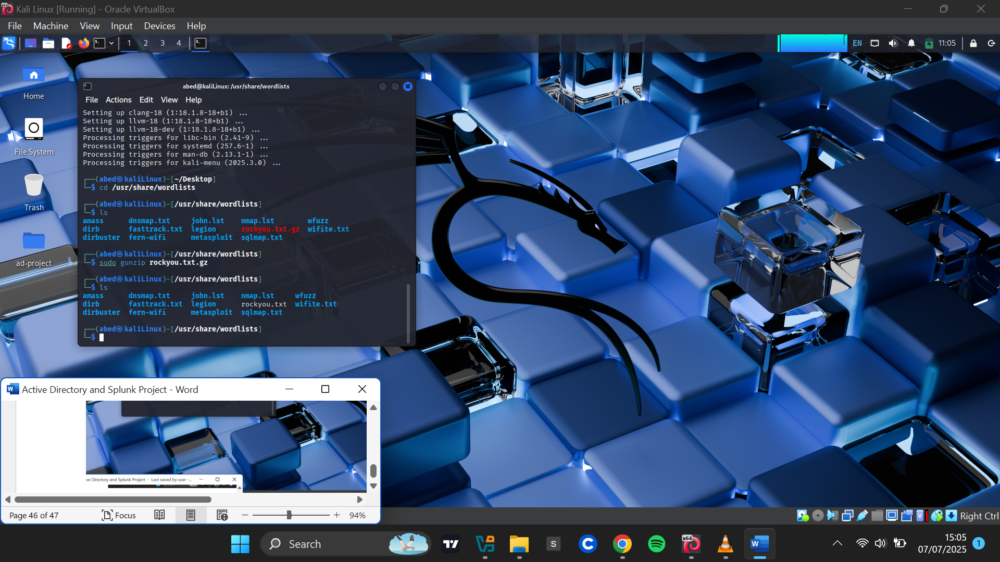 Kali Linux [Running] - Oracle VirtualBox
File Machine View Input Devices Help
1 2 3 4
EN 11:05
Home
File System
Trash
ad-project
abed@kaliLinux: /usr/share/wordlists
File Actions Edit View Help
Setting up clang-18 (1:18.1.8-18+b1) ...
Setting up llvm-18 (1:18.1.8-18+b1) ...
Setting up llvm-18-dev (1:18.1.8-18+b1) ...
Processing triggers for libc-bin (2.41-9) ...
Processing triggers for systemd (257.6-1) ...
Processing triggers for man-db (2.13.1-1) ...
Processing triggers for kali-menu (2025.3.0) ...
┌──(abed㉿kaliLinux)-[~/Desktop]
└─$ cd /usr/share/wordlists
┌──(abed㉿kaliLinux)-[/usr/share/wordlists]
└─$ ls
amass dnsmap.txt john.lst nmap.lst wfuzz
dirb fasttrack.txt legion rockyou.txt.gz wifite.txt
dirbuster fern-wifi metasploit sqlmap.txt
┌──(abed㉿kaliLinux)-[/usr/share/wordlists]
└─$ sudo gunzip rockyou.txt.gz
┌──(abed㉿kaliLinux)-[/usr/share/wordlists]
└─$ ls
amass dnsmap.txt john.lst nmap.lst wfuzz
dirb fasttrack.txt legion rockyou.txt wifite.txt
dirbuster fern-wifi metasploit sqlmap.txt
┌──(abed㉿kaliLinux)-[/usr/share/wordlists]
└─$
Active Directory and Splunk Project - Word
ve Directory and Splunk Project - Last saved by user -...
Page 46 of 47 Focus 94%
Right Ctrl
Search
15:05
07/07/2025
1